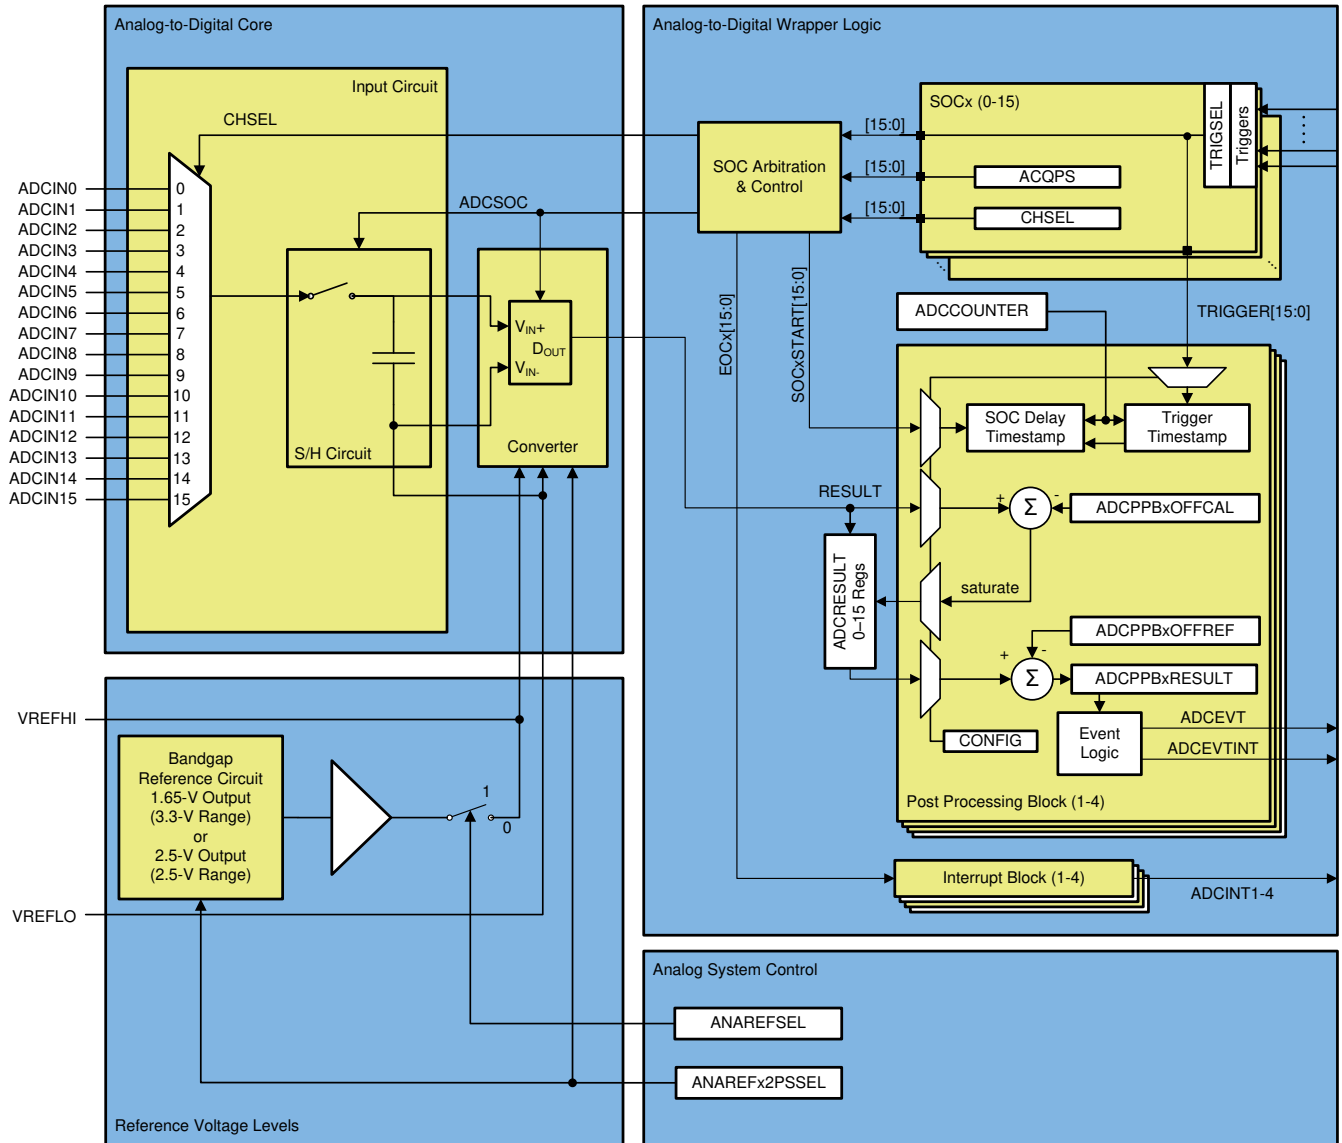 Analog-to-Digital Core
Input Circuit
CHSEL
ADCIN0
ADCIN1
ADCIN2
ADCIN3
ADCIN4
ADCIN5
ADCIN6
ADCIN7
ADCIN8
ADCIN9
ADCIN10
ADCIN11
ADCIN12
ADCIN13
ADCIN14
ADCIN15
0
1
2
3
4
5
6
7
8
9
10
11
12
13
14
15
ADCSOC
S/H Circuit
VIN+
DOUT
VIN-
Converter
Analog-to-Digital Wrapper Logic
SOCx (0-15)
TRIGSEL
Triggers
[15:0]
[15:0]
[15:0]
ACQPS
CHSEL
SOC Arbitration
& Control
EOCx[15:0]
SOCxSTART[15:0]
ADCCOUNTER
TRIGGER[15:0]
SOC Delay
Timestamp
Trigger
Timestamp
RESULT
+
Σ
-
ADCPPBxOFFCAL
saturate
ADCRESULT
0–15 Regs
ADCPPBxOFFREF
+
-
Σ
ADCPPBxRESULT
CONFIG
Event
Logic
ADCEVT
ADCEVTINT
Post Processing Block (1-4)
Interrupt Block (1-4)
ADCINT1-4
VREFHI
Bandgap
Reference Circuit
1.65-V Output
(3.3-V Range)
or
2.5-V Output
(2.5-V Range)
1
0
VREFLO
Reference Voltage Levels
Analog System Control
ANAREFSEL
ANAREFx2PSSEL